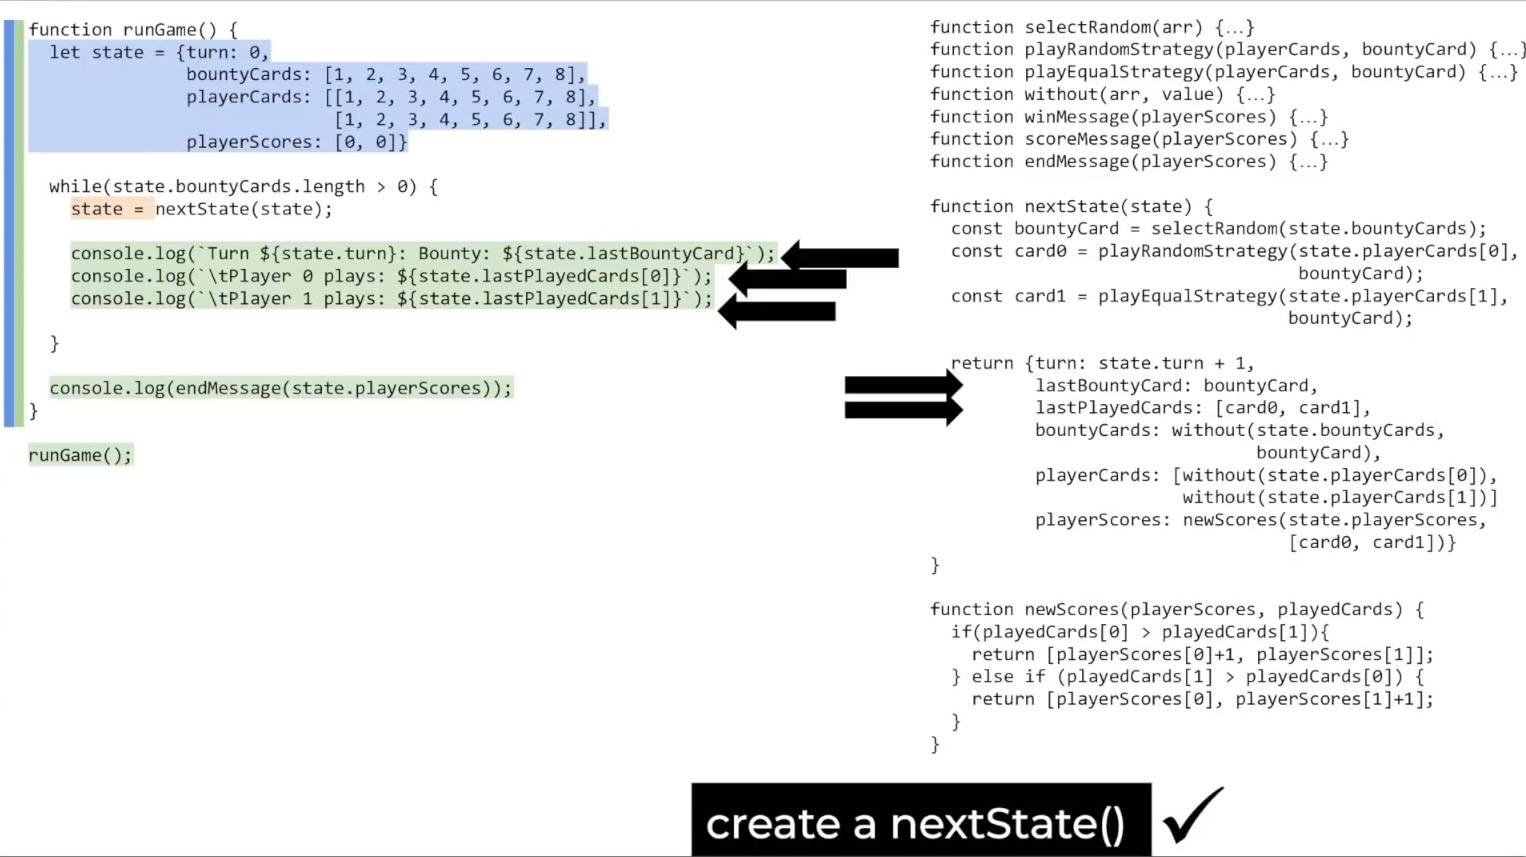 function runGame() {
let state = {turn: 0,
bountyCards: [1, 2, 3, 4, 5, 6, 7, 8],
playerCards: [[1, 2, 3, 4, 5, 6, 7, 8],
[1, 2, 3, 4, 5, 6, 7, 8]],
playerScores: [0, 0]}
while(state.bountyCards.length > 0) {
state = nextState(state);
console.log(`Turn ${state.turn}: Bounty: ${state.lastBountyCard}`);
console.log(`\tPlayer 0 plays: ${state.lastPlayedCards[0]}`);
console.log(`\tPlayer 1 plays: ${state.lastPlayedCards[1]}`);
}
console.log(endMessage(state.playerScores));
}
runGame();
function selectRandom(arr) {…}
function playRandomStrategy(playerCards, bountyCard) {…}
function playEqualStrategy(playerCards, bountyCard) {…}
function without(arr, value) {…}
function winMessage(playerScores) {…}
function scoreMessage(playerScores) {…}
function endMessage(playerScores) {…}
function nextState(state) {
const bountyCard = selectRandom(state.bountyCards);
const card0 = playRandomStrategy(state.playerCards[0],
bountyCard);
const card1 = playEqualStrategy(state.playerCards[1],
bountyCard);
return {turn: state.turn + 1,
lastBountyCard: bountyCard,
lastPlayedCards: [card0, card1],
bountyCards: without(state.bountyCards,
bountyCard),
playerCards: [without(state.playerCards[0]),
without(state.playerCards[1])]
playerScores: newScores(state.playerScores,
[card0, card1])}
}
function newScores(playerScores, playedCards) {
if(playedCards[0] > playedCards[1]){
return [playerScores[0]+1, playerScores[1]];
} else if (playedCards[1] > playedCards[0]) {
return [playerScores[0], playerScores[1]+1];
}
}
create a nextState()